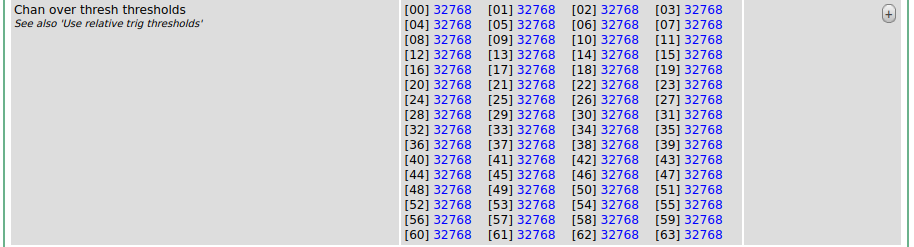 Chan over thresh thresholds
See also 'Use relative trig thresholds'
[00] 32768 [01] 32768 [02] 32768 [03] 32768
[04] 32768 [05] 32768 [06] 32768 [07] 32768
[08] 32768 [09] 32768 [10] 32768 [11] 32768
[12] 32768 [13] 32768 [14] 32768 [15] 32768
[16] 32768 [17] 32768 [18] 32768 [19] 32768
[20] 32768 [21] 32768 [22] 32768 [23] 32768
[24] 32768 [25] 32768 [26] 32768 [27] 32768
[28] 32768 [29] 32768 [30] 32768 [31] 32768
[32] 32768 [33] 32768 [34] 32768 [35] 32768
[36] 32768 [37] 32768 [38] 32768 [39] 32768
[40] 32768 [41] 32768 [42] 32768 [43] 32768
[44] 32768 [45] 32768 [46] 32768 [47] 32768
[48] 32768 [49] 32768 [50] 32768 [51] 32768
[52] 32768 [53] 32768 [54] 32768 [55] 32768
[56] 32768 [57] 32768 [58] 32768 [59] 32768
[60] 32768 [61] 32768 [62] 32768 [63] 32768
+